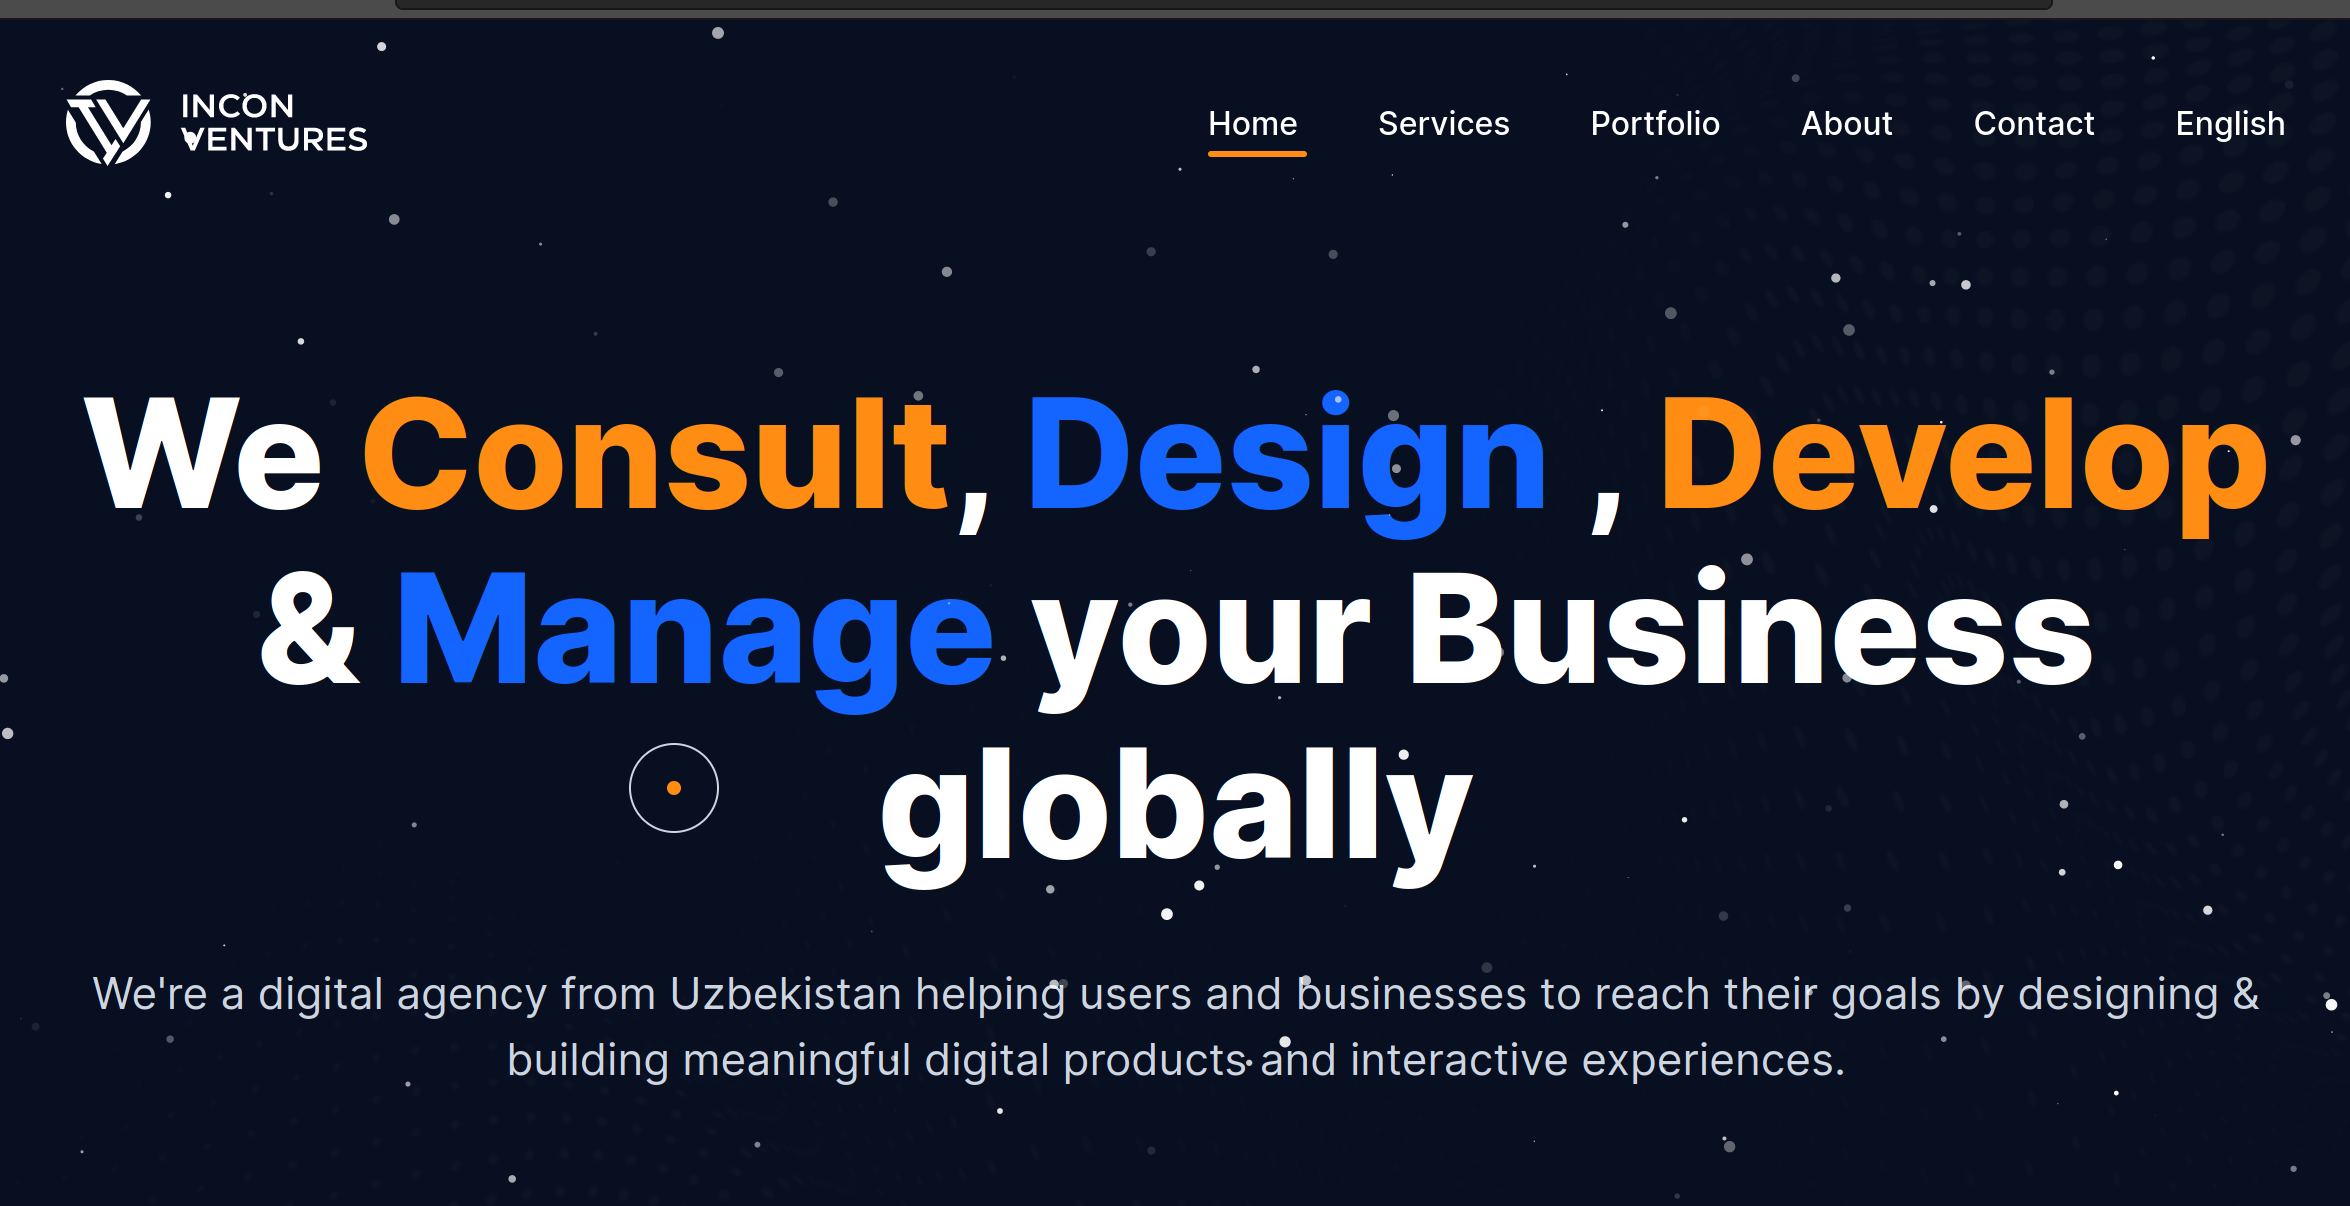 INCON
VENTURES
Home Services Portfolio About Contact English
We Consult, Design , Develop
& Manage your Business
globally
We're a digital agency from Uzbekistan helping users and businesses to reach their goals by designing &
building meaningful digital products and interactive experiences.